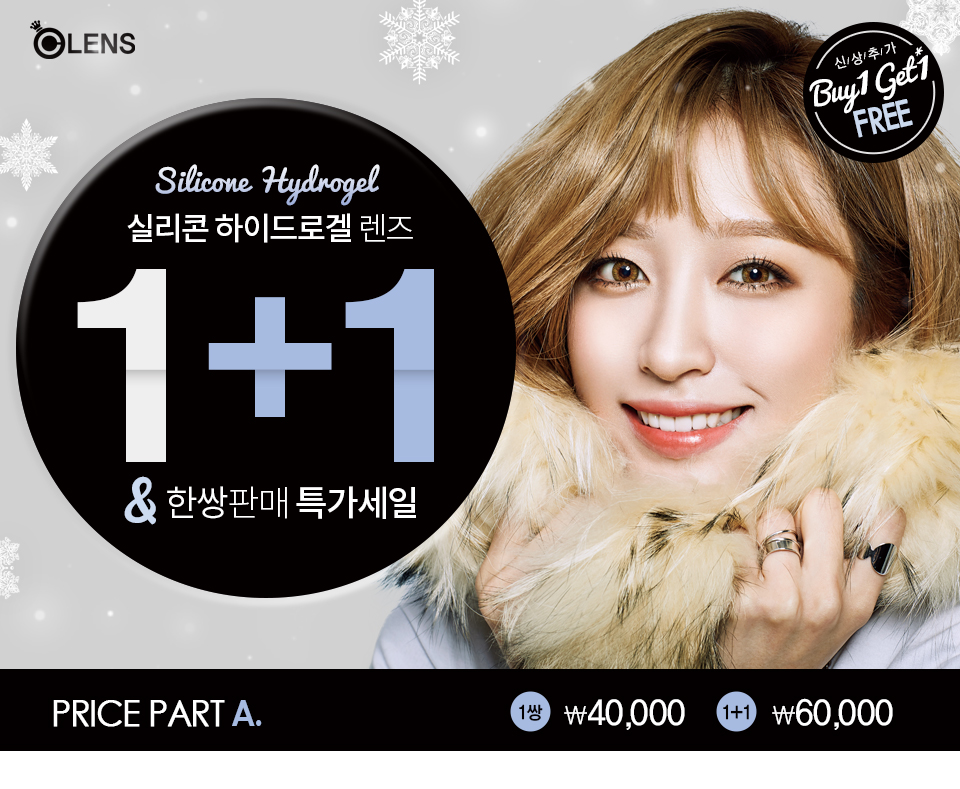 OLENS
신/상/추/가
Buy1 Get1*
FREE
Silicone Hydrogel
실리콘 하이드로겔 렌즈
1+1
& 한쌍판매 특가세일
PRICE PART A.
1쌍 ₩40,000 1+1 ₩60,000